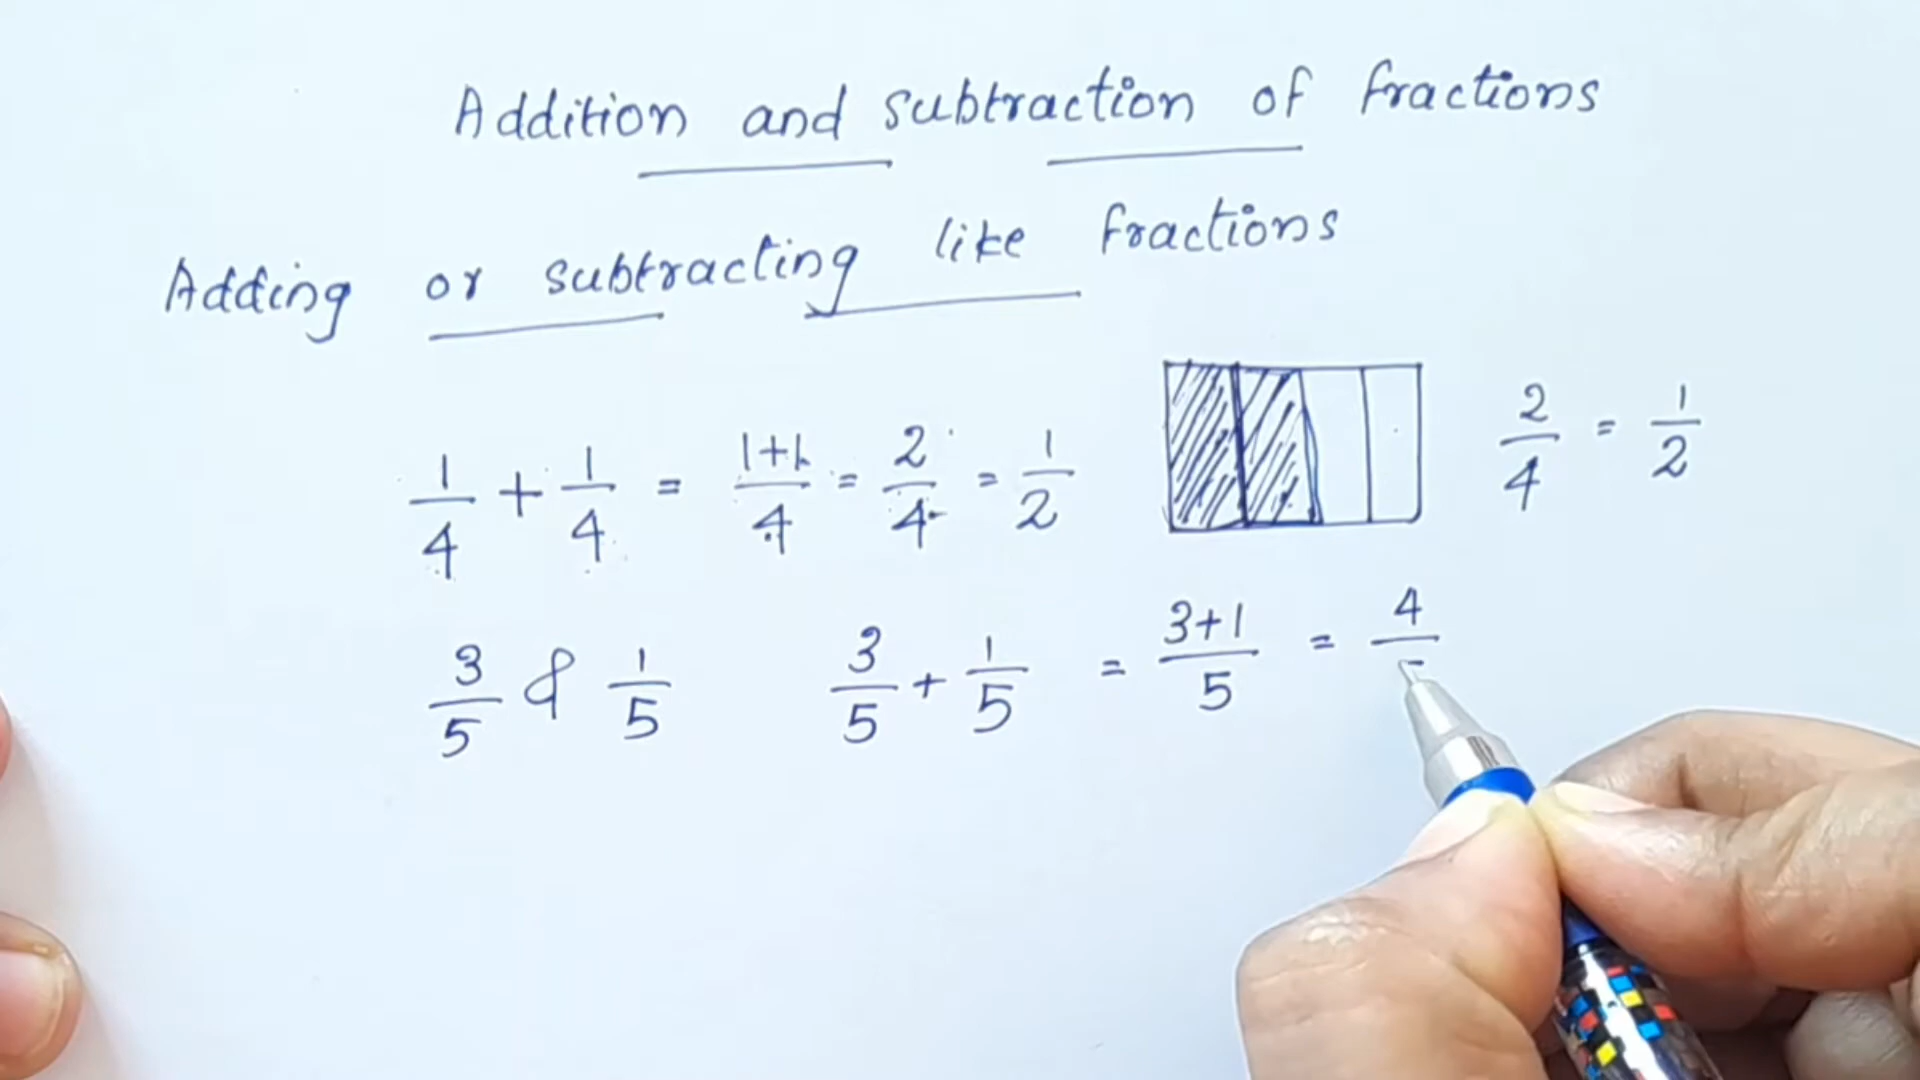 Addition and subtraction of fractions
Adding or subtracting like fractions
1/4 + 1/4 = 1+1/4 = 2/4 = 1/2 2/4 = 1/2
3/5 & 1/5 3/5 + 1/5 = 3+1/5 = 4/